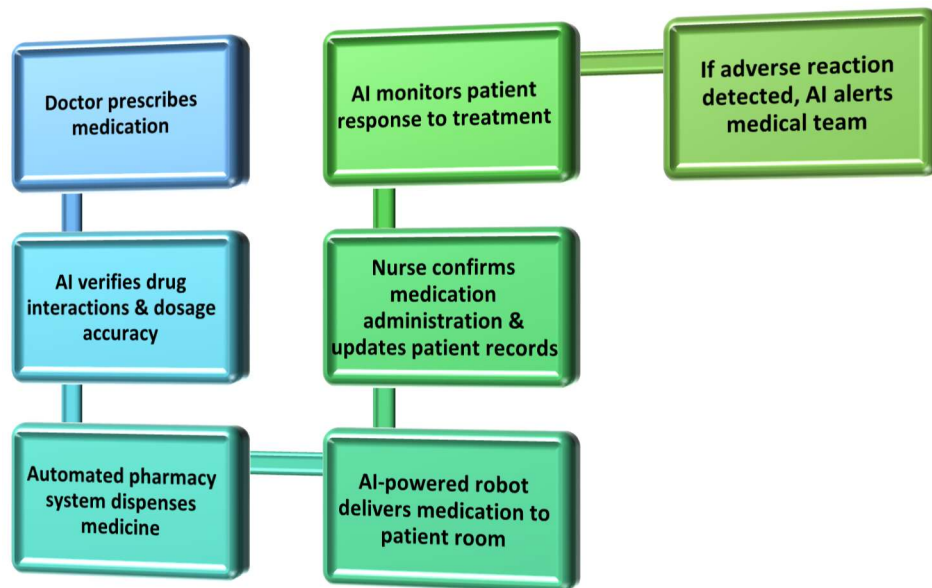 Doctor prescribes
medication
AI verifies drug
interactions & dosage
accuracy
Automated pharmacy
system dispenses
medicine
AI-powered robot
delivers medication to
patient room
Nurse confirms
medication
administration &
updates patient records
AI monitors patient
response to treatment
If adverse reaction
detected, AI alerts
medical team